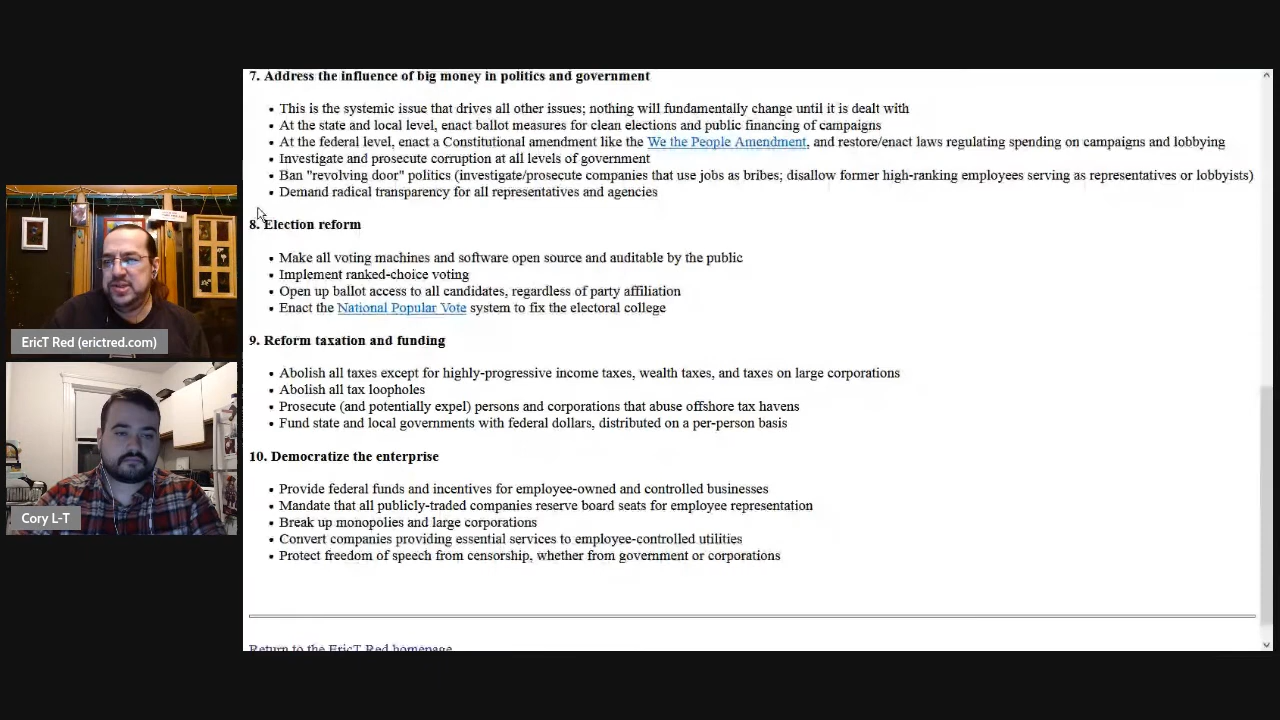 7. Address the influence of big money in politics and government
• This is the systemic issue that drives all other issues; nothing will fundamentally change until it is dealt with
• At the state and local level, enact ballot measures for clean elections and public financing of campaigns
• At the federal level, enact a Constitutional amendment like the We the People Amendment, and restore/enact laws regulating spending on campaigns and lobbying
• Investigate and prosecute corruption at all levels of government
• Ban "revolving door" politics (investigate/prosecute companies that use jobs as bribes; disallow former high-ranking employees serving as representatives or lobbyists)
• Demand radical transparency for all representatives and agencies
8. Election reform
• Make all voting machines and software open source and auditable by the public
• Implement ranked-choice voting
• Open up ballot access to all candidates, regardless of party affiliation
• Enact the National Popular Vote system to fix the electoral college
9. Reform taxation and funding
• Abolish all taxes except for highly-progressive income taxes, wealth taxes, and taxes on large corporations
• Abolish all tax loopholes
• Prosecute (and potentially expel) persons and corporations that abuse offshore tax havens
• Fund state and local governments with federal dollars, distributed on a per-person basis
10. Democratize the enterprise
• Provide federal funds and incentives for employee-owned and controlled businesses
• Mandate that all publicly-traded companies reserve board seats for employee representation
• Break up monopolies and large corporations
• Convert companies providing essential services to employee-controlled utilities
• Protect freedom of speech from censorship, whether from government or corporations
Return to the EricT Red homepage
EricT Red (erictred.com)
Cory L-T